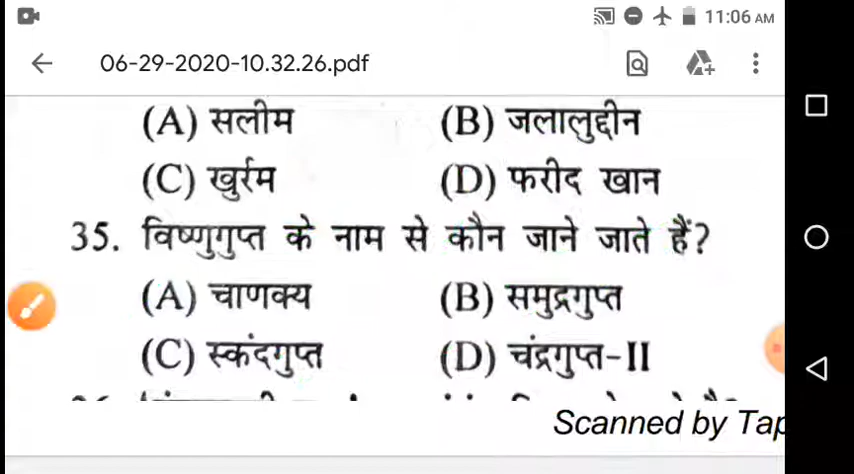 11:06 AM
06-29-2020-10.32.26.pdf
(A) सलीम (B) जलालुद्दीन
(C) खुर्रम (D) फरीद खान
35. विष्णुगुप्त के नाम से कौन जाने जाते हैं?
(A) चाणक्य (B) समुद्रगुप्त
(C) स्कंदगुप्त (D) चंद्रगुप्त-II
Scanned by Tap